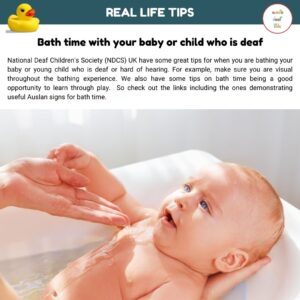 REAL LIFE TIPS
Bath time with your baby or child who is deaf
National Deaf Children's Society (NDCS) UK have some great tips for when you are bathing your
baby or young child who is deaf or hard of hearing. For example, make sure you are visual
throughout the bathing experience. We also have some tips on bath time being a good
opportunity to learn through play. So check out the links including the ones demonstrating
useful Auslan signs for bath time.